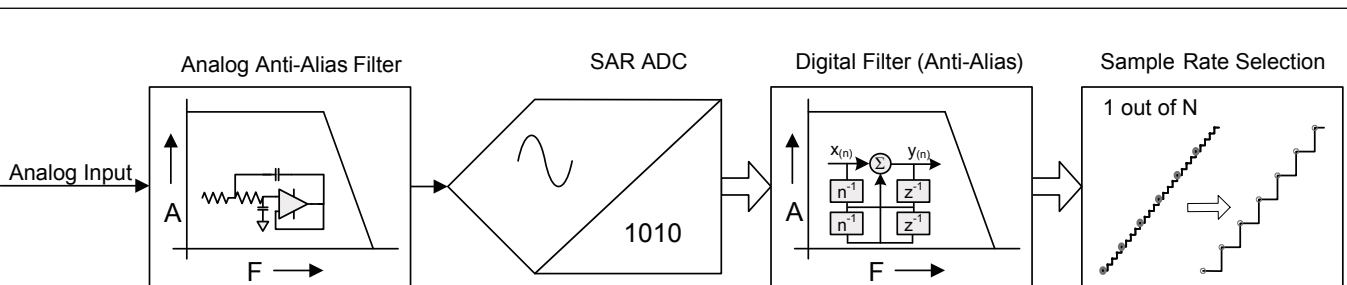 Analog Anti-Alias Filter
SAR ADC
Digital Filter (Anti-Alias)
Sample Rate Selection
Analog Input
A
F
1010
x(n)
Σ
y(n)
n-1
z-1
n-1
z-1
A
F
1 out of N